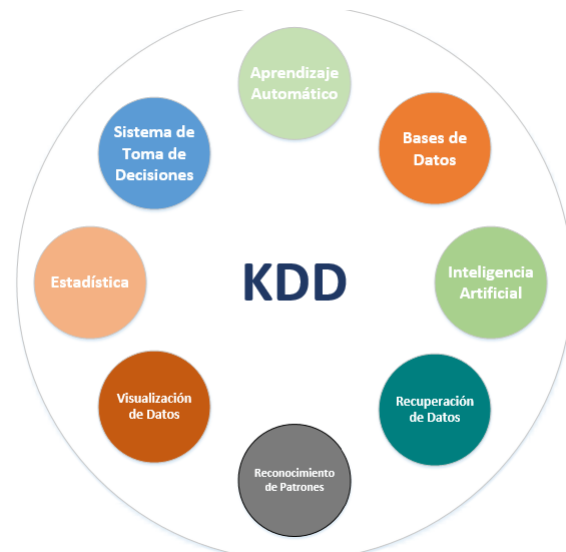 Aprendizaje
Automático
Sistema de
Toma de
Decisiones
Bases de
Datos
Estadística
KDD
Inteligencia
Artificial
Visualización
de Datos
Recuperación
de Datos
Reconocimiento
de Patrones